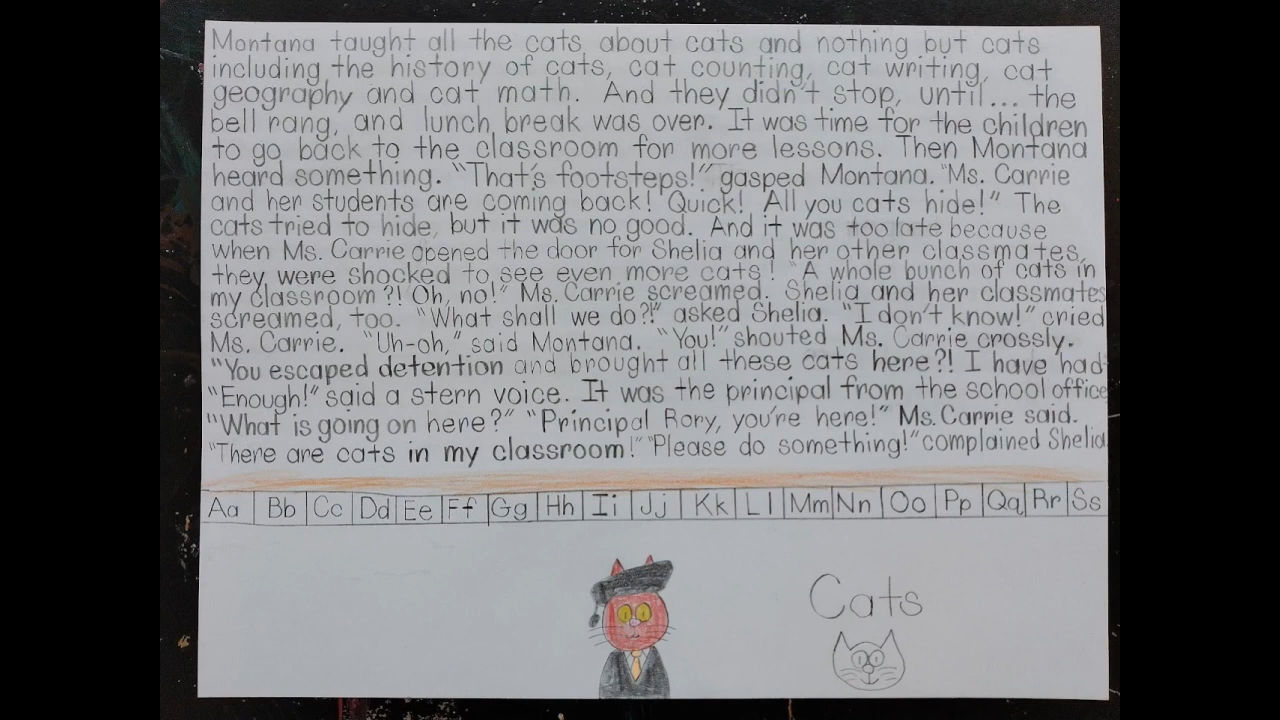 Montana taught all the cats about cats and nothing but cats
including the history of cats, cat counting, cat writing, cat
geography and cat math. And they didn't stop, until... the
bell rang, and lunch break was over. It was time for the children
to go back to the classroom for more lessons. Then Montana
heard something. "That's footsteps!" gasped Montana. "Ms. Carrie
and her students are coming back! Quick! All you cats hide!" The
cats tried to hide, but it was no good. And it was too late because
when Ms. Carrie opened the door for Shelia and her other classmates,
they were shocked to see even more cats! "A whole bunch of cats in
my classroom?! Oh, no!" Ms. Carrie screamed. Shelia and her classmates
screamed, too. "What shall we do?!" asked Shelia. "I don't know!" cried
Ms. Carrie. "Uh-oh," said Montana. "You!" shouted Ms. Carrie crossly.
"You escaped detention and brought all these cats here?! I have had-
"Enough!" said a stern voice. It was the principal from the school office
"What is going on here?" "Principal Rory, you're here!" Ms. Carrie said.
"There are cats in my classroom!" "Please do something!" complained Shelia
Aa Bb Cc Dd Ee Ff Gg Hh Ii Jj Kk Ll Mm Nn Oo Pp Qq Rr Ss
Cats